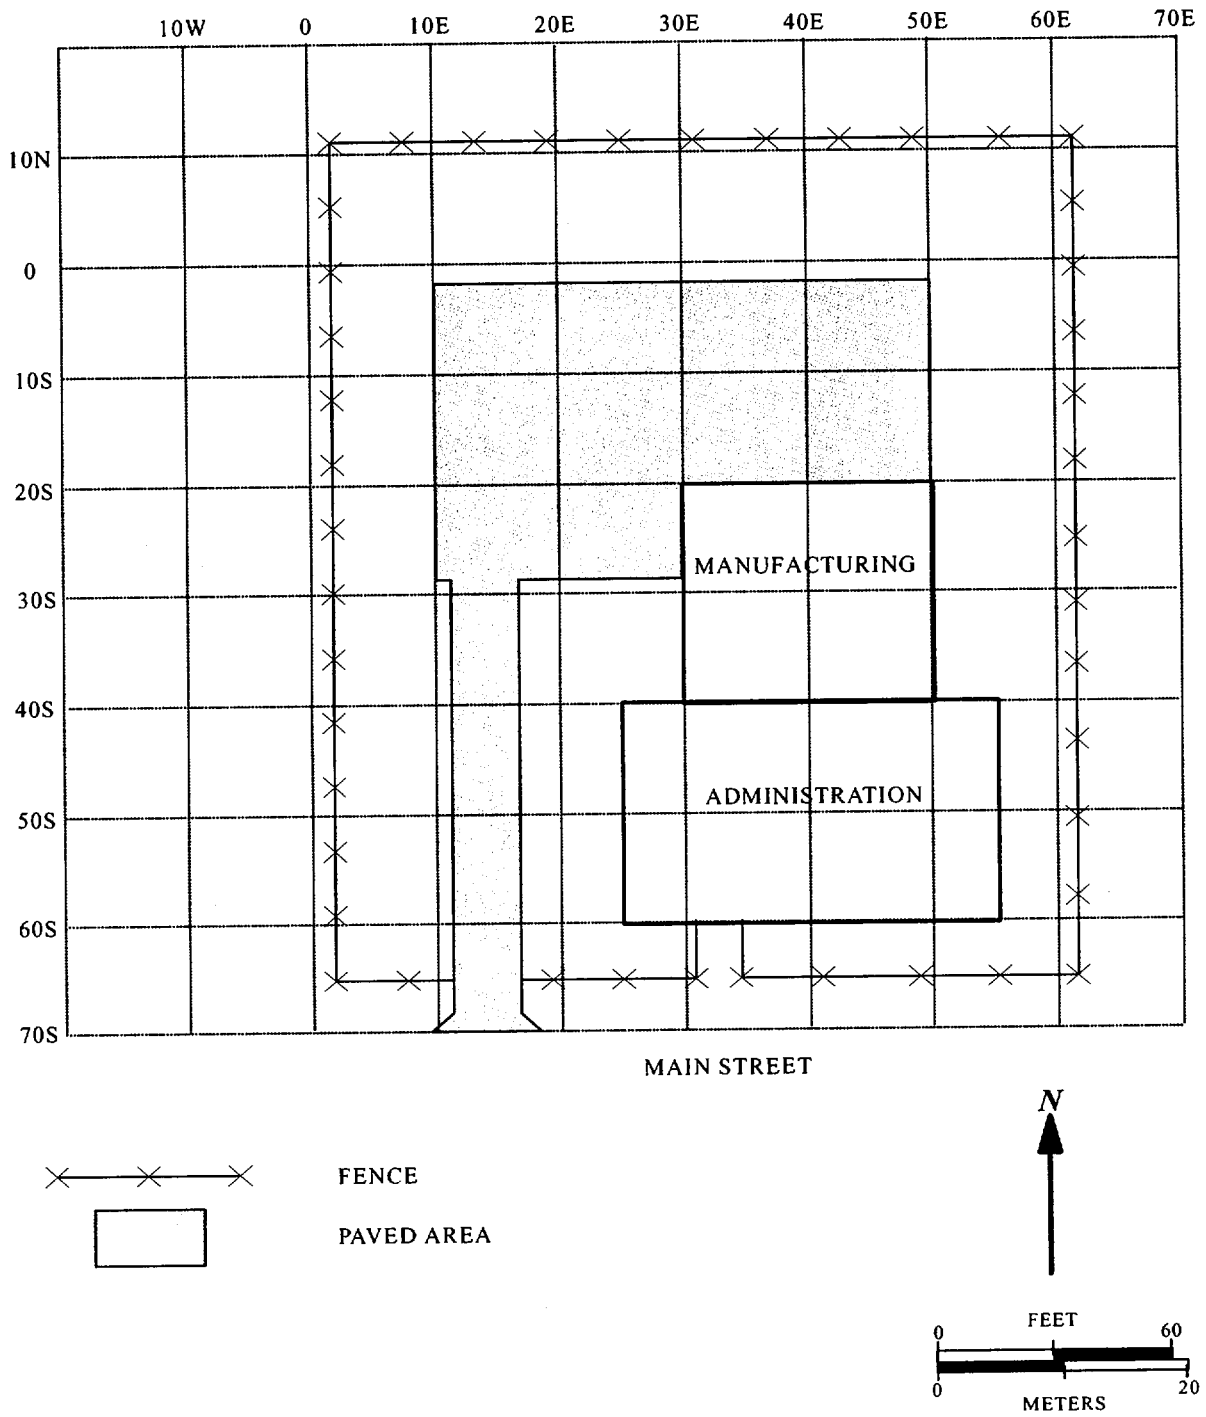 10W 0 10E 20E 30E 40E 50E 60E 70E
10N
0
10S
20S
MANUFACTURING
30S
40S
ADMINISTRATION
50S
60S
70S
MAIN STREET
N
FENCE
PAVED AREA
FEET
0 60
0 20
METERS